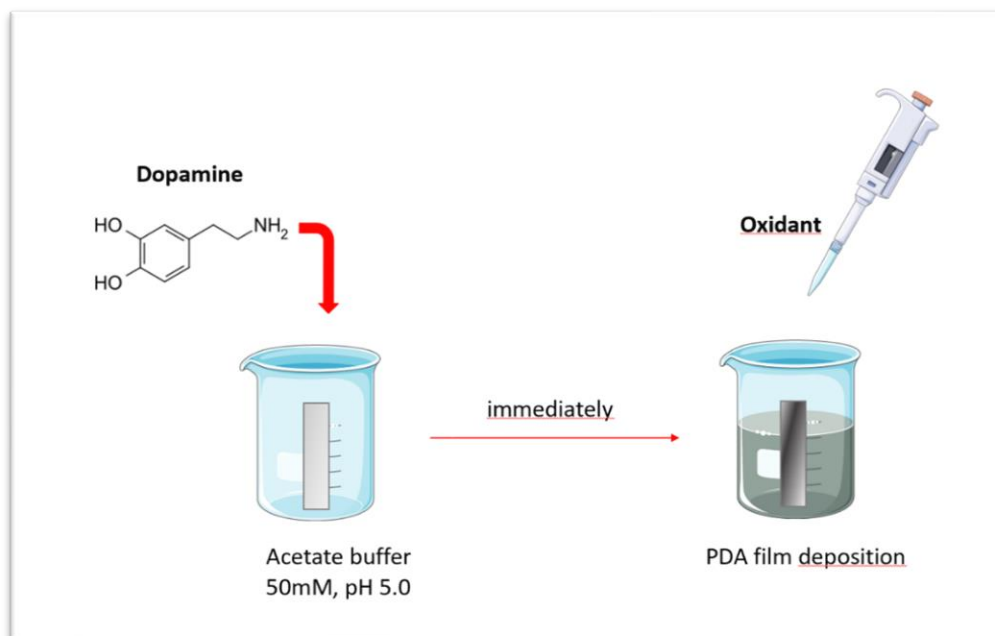 Dopamine
HO
NH2
HO
Oxidant
immediately
Acetate buffer
50mM, pH 5.0
PDA film deposition